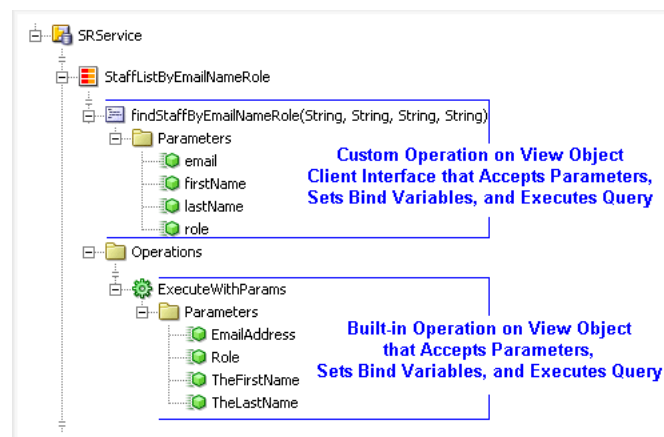 SRService
StaffListByEmailNameRole
findStaffByEmailNameRole(String, String, String, String)
Parameters
email
firstName
lastName
role
Custom Operation on View Object
Client Interface that Accepts Parameters,
Sets Bind Variables, and Executes Query
Operations
ExecuteWithParams
Parameters
EmailAddress
Role
TheFirstName
TheLastName
Built-in Operation on View Object
that Accepts Parameters,
Sets Bind Variables, and Executes Query